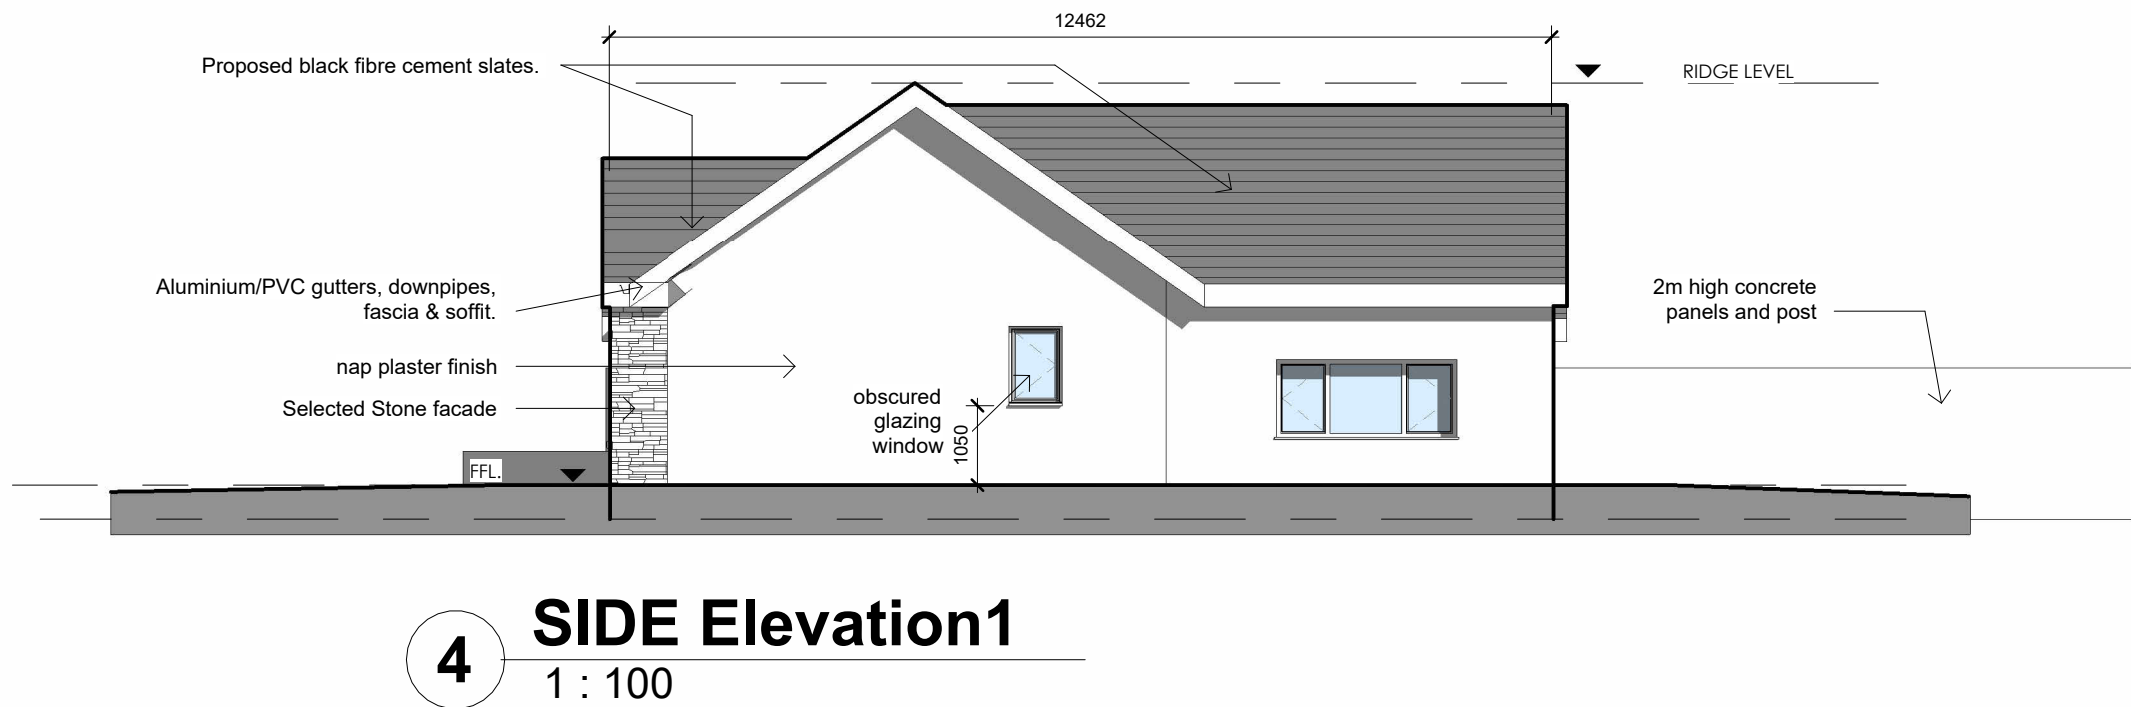 12462
Proposed black fibre cement slates.
RIDGE LEVEL
Aluminium/PVC gutters, downpipes,
fascia & soffit.
2m high concrete
panels and post
nap plaster finish
Selected Stone facade
obscured
glazing
window
1050
FFL.
4
SIDE Elevation1
1 : 100